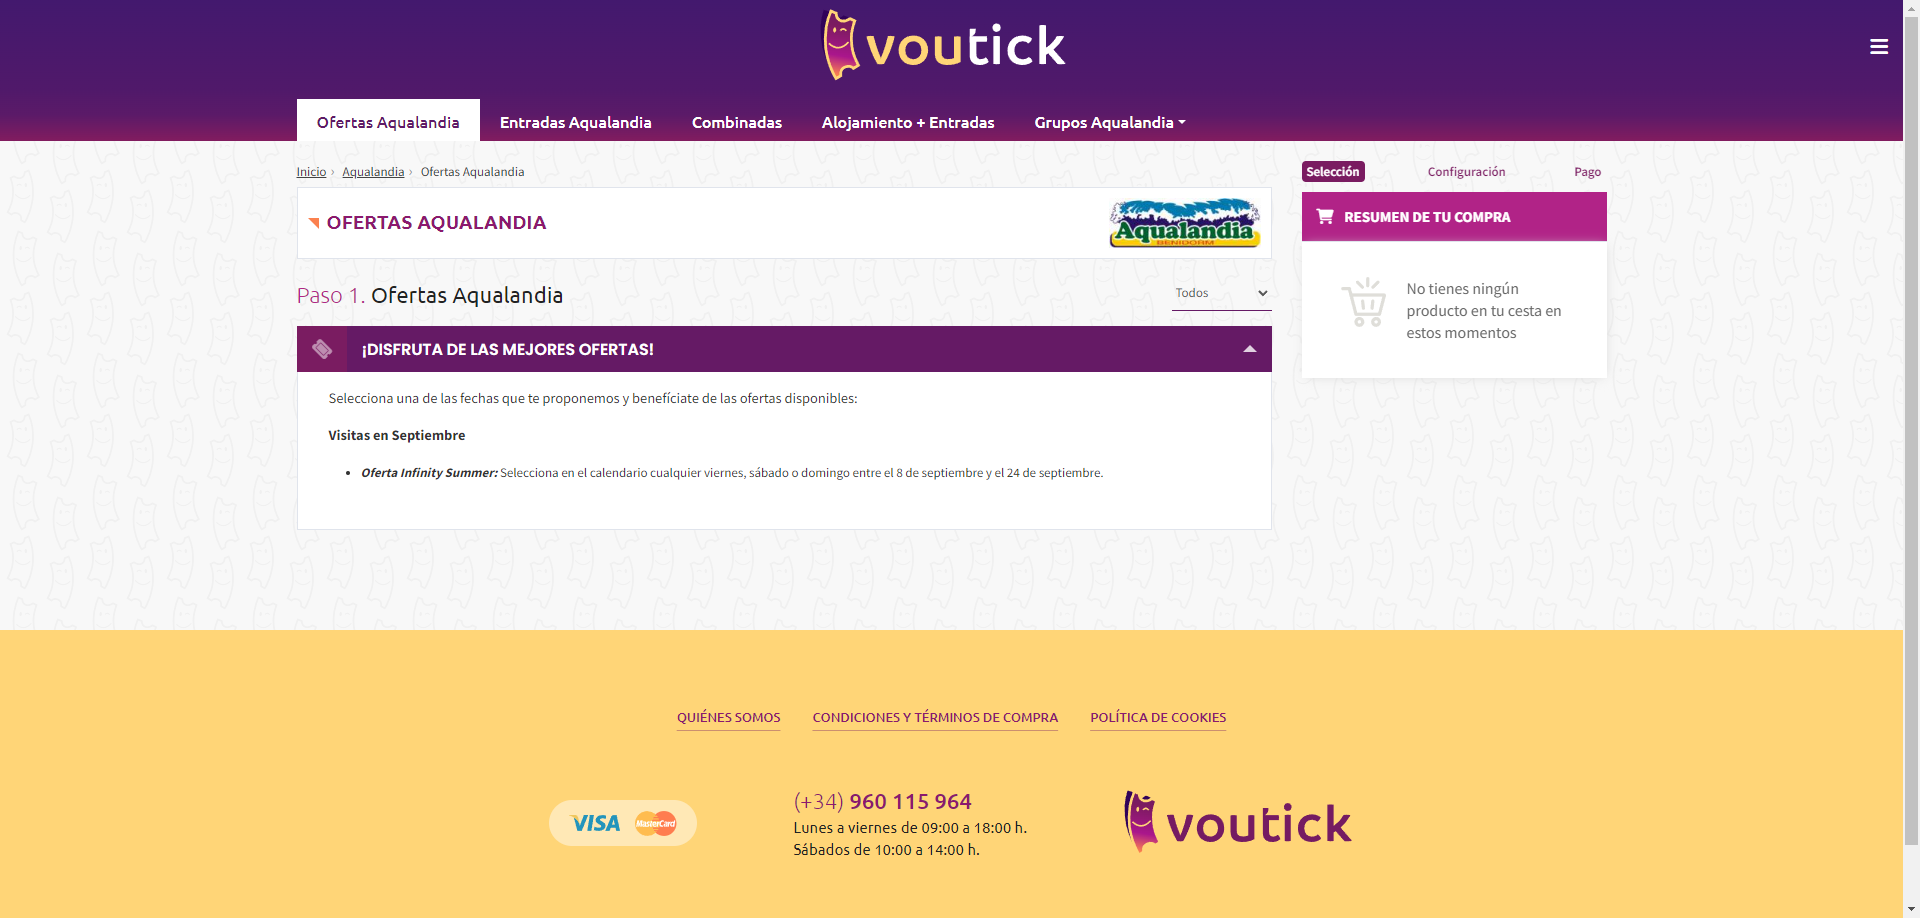 voutick
Ofertas Aqualandia
Entradas Aqualandia
Combinadas
Alojamiento + Entradas
Grupos Aqualandia
Inicio › Aqualandia › Ofertas Aqualandia
OFERTAS AQUALANDIA
Aqualandia
BENIDORM
Paso 1. Ofertas Aqualandia
Todos
¡DISFRUTA DE LAS MEJORES OFERTAS!
Selecciona una de las fechas que te proponemos y benefíciate de las ofertas disponibles:
Visitas en Septiembre
• Oferta Infinity Summer: Selecciona en el calendario cualquier viernes, sábado o domingo entre el 8 de septiembre y el 24 de septiembre.
Selección
Configuración
Pago
RESUMEN DE TU COMPRA
No tienes ningún
producto en tu cesta en
estos momentos
QUIÉNES SOMOS
CONDICIONES Y TÉRMINOS DE COMPRA
POLÍTICA DE COOKIES
VISA
MasterCard
(+34) 960 115 964
Lunes a viernes de 09:00 a 18:00 h.
Sábados de 10:00 a 14:00 h.
voutick